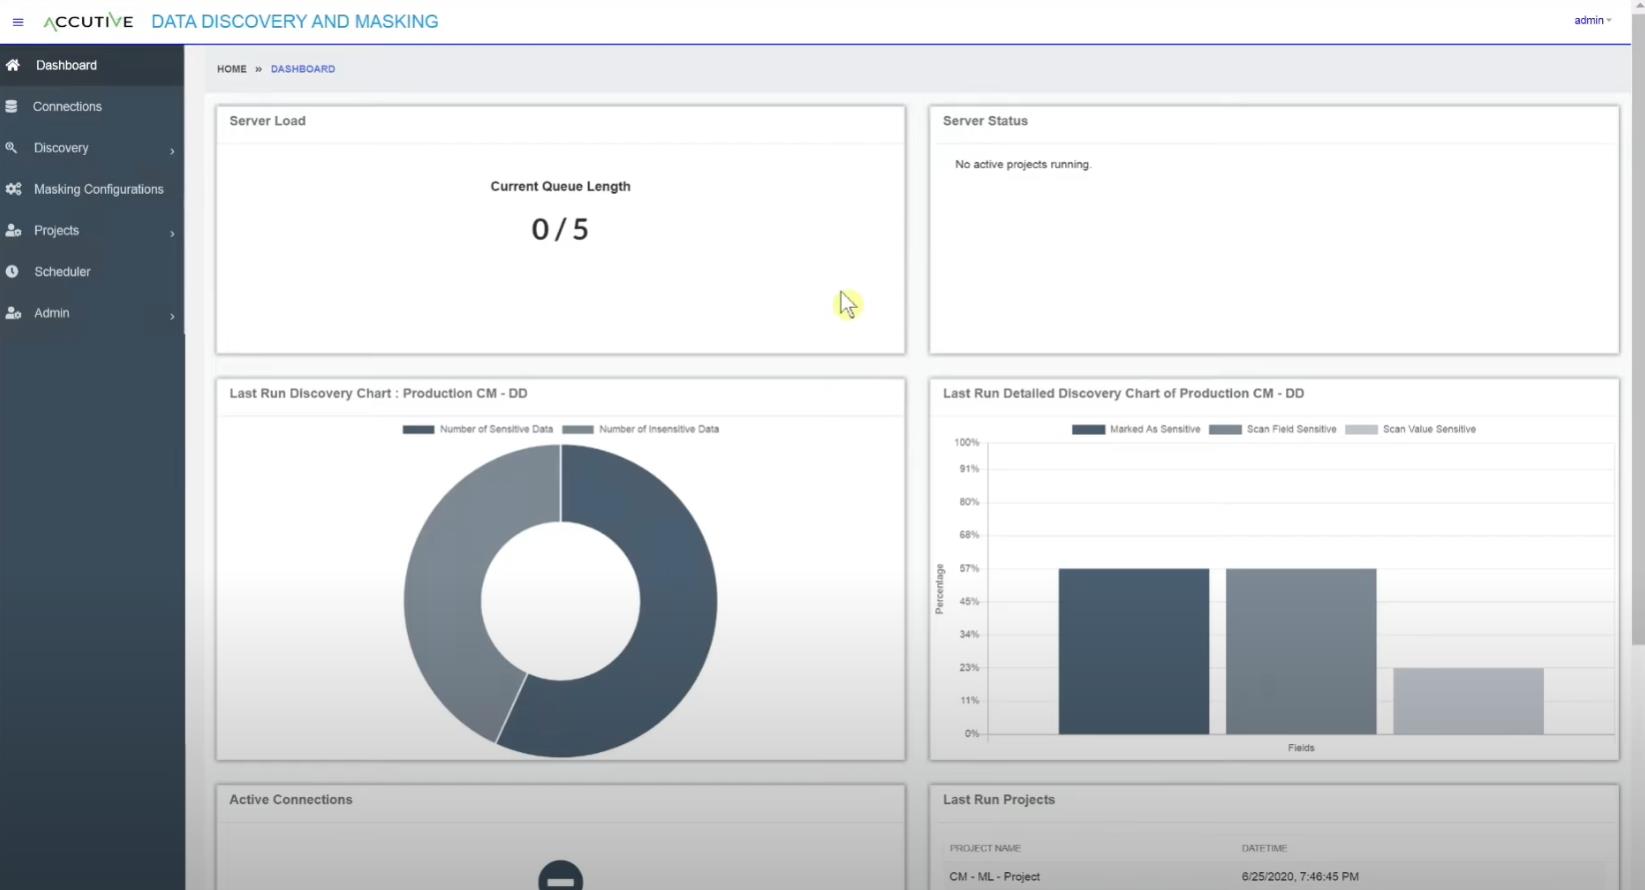 ACCUTIVE DATA DISCOVERY AND MASKING
admin
Dashboard
Connections
Discovery
Masking Configurations
Projects
Scheduler
Admin
HOME » DASHBOARD
Server Load
Current Queue Length
0 / 5
Server Status
No active projects running.
Last Run Discovery Chart : Production CM - DD
Number of Sensitive Data Number of Insensitive Data
Last Run Detailed Discovery Chart of Production CM - DD
Marked As Sensitive Scan Field Sensitive Scan Value Sensitive
100%
91%
80%
68%
57%
45%
34%
23%
11%
0%
Percentage
Fields
Active Connections
Last Run Projects
PROJECT NAME DATETIME
CM - ML - Project 6/25/2020, 7:46:45 PM